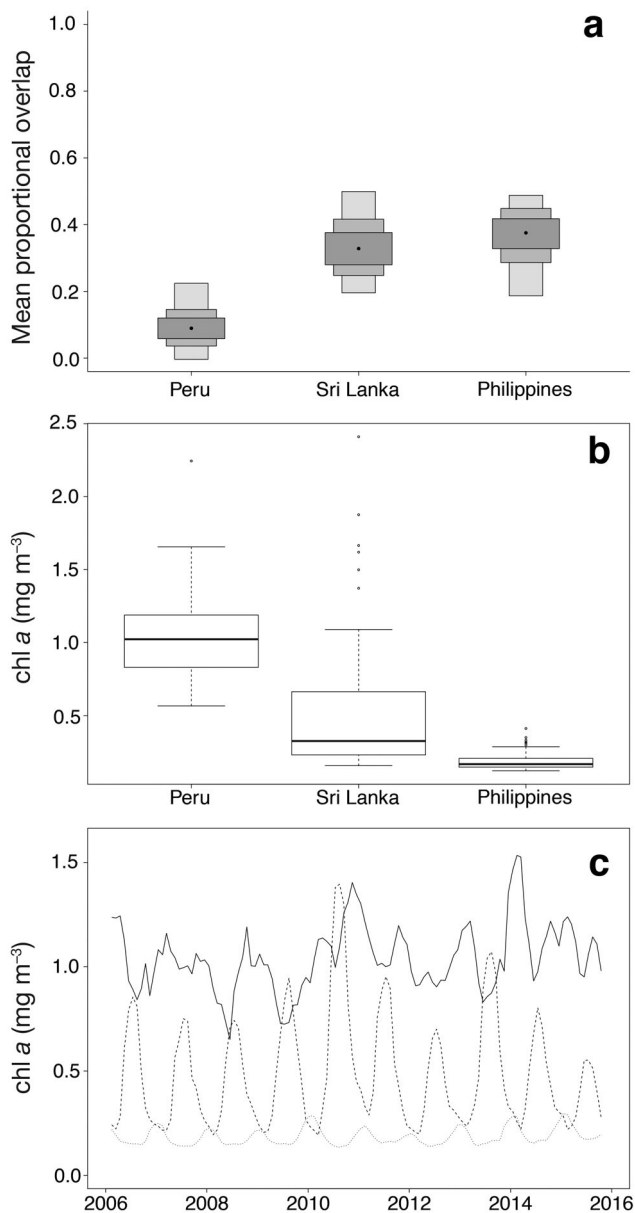 a
Mean proportional overlap
1.0
0.8
0.6
0.4
0.2
0.0
Peru Sri Lanka Philippines
b
chl a (mg m⁻³)
2.5
2.0
1.5
1.0
0.5
Peru Sri Lanka Philippines
c
chl a (mg m⁻³)
1.5
1.0
0.5
0.0
2006 2008 2010 2012 2014 2016